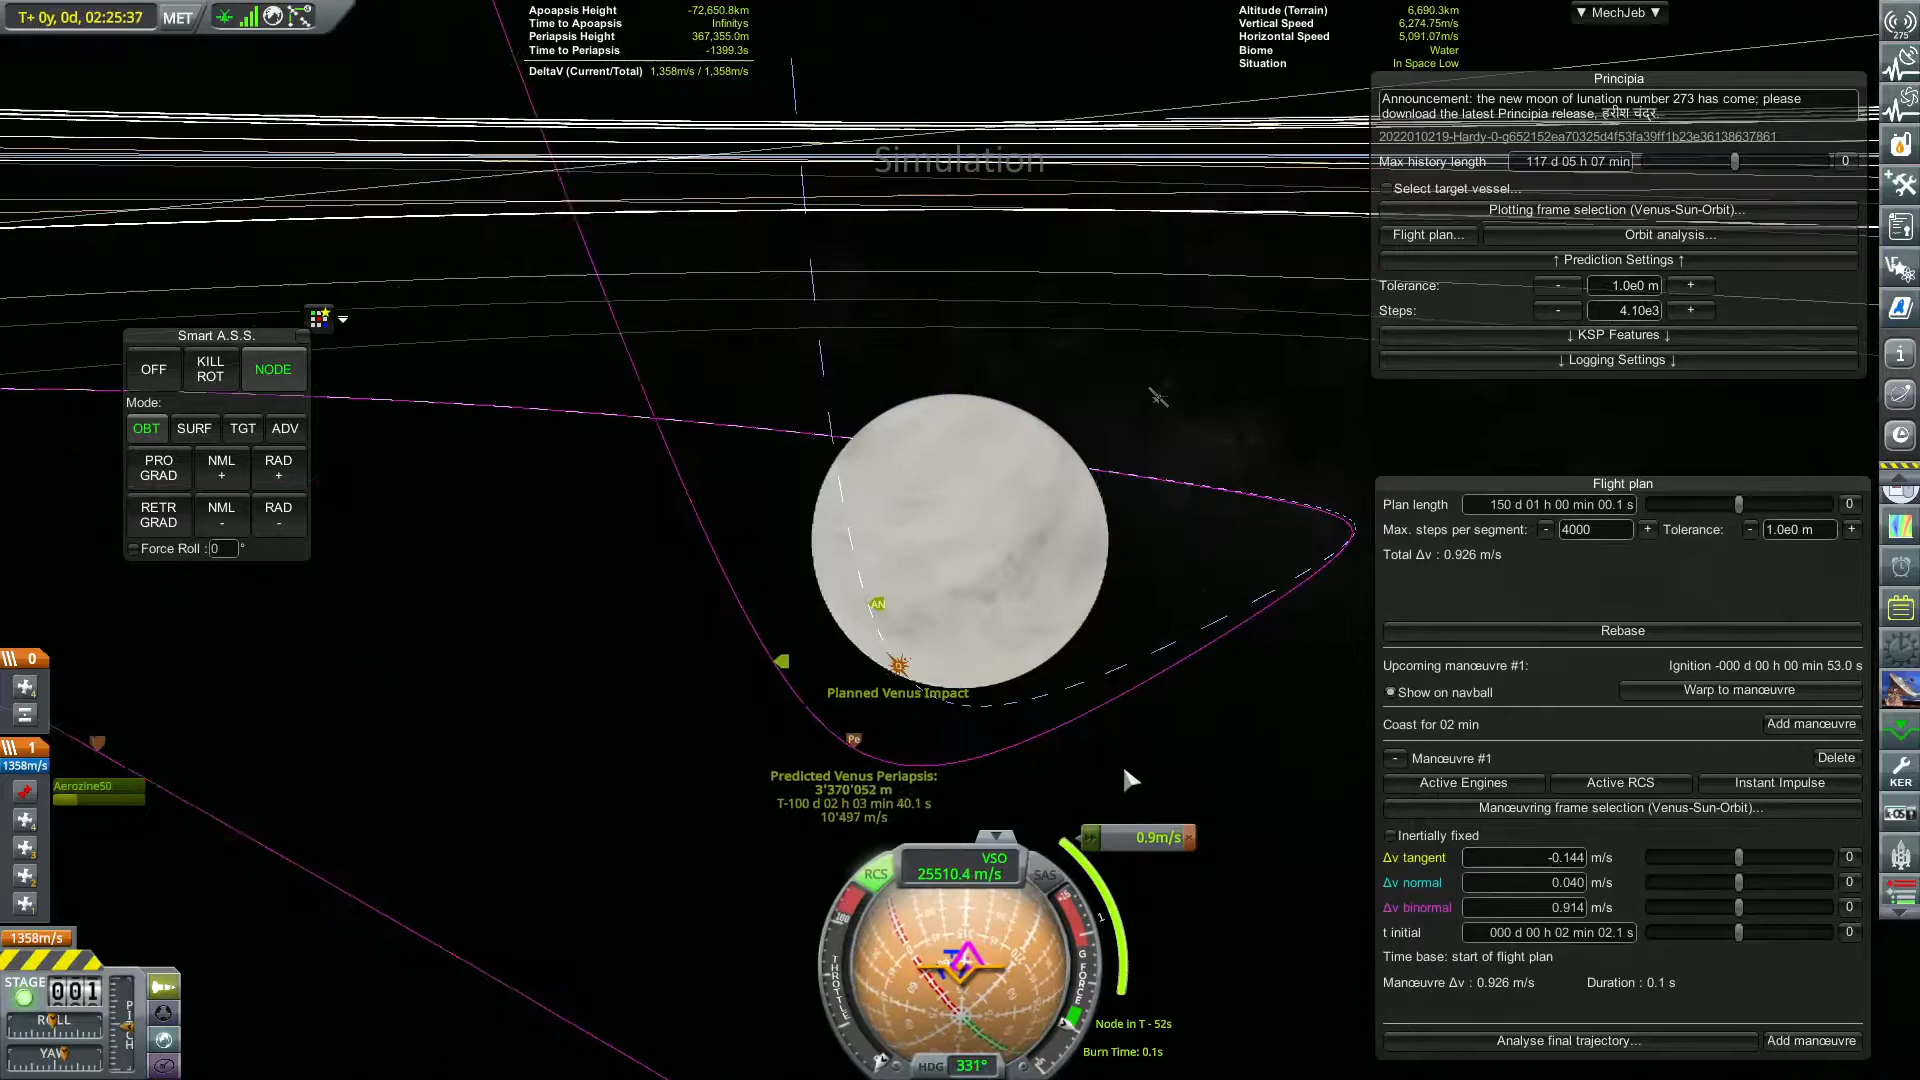 T+ 0y, 0d, 02:25:37 MET
Apoapsis Height -72,650.8km
Time to Apoapsis Infinitys
Periapsis Height 367,355.0m
Time to Periapsis -1399.3s
DeltaV (Current/Total) 1,358m/s / 1,358m/s
Altitude (Terrain) 6,690.3km
Vertical Speed 6,274.75m/s
Horizontal Speed 5,091.07m/s
Biome Water
Situation In Space Low
▼ MechJeb ▼
275
Principia
Announcement: the new moon of lunation number 273 has come; please
download the latest Principia release, हरीश चंद्र.
2022010219-Hardy-0-g652152ea70325d4f53fa39ff1b23e36138637861
Max history length 117 d 05 h 07 min 0
Select target vessel...
Plotting frame selection (Venus-Sun-Orbit)...
Flight plan... Orbit analysis...
↑ Prediction Settings ↑
Tolerance: - 1.0e0 m +
Steps: - 4.10e3 +
↓ KSP Features ↓
↓ Logging Settings ↓
Simulation
Smart A.S.S.
OFF KILL ROT NODE
Mode:
OBT SURF TGT ADV
PRO GRAD NML + RAD +
RETR GRAD NML - RAD -
Force Roll : 0 °
Flight plan
Plan length 150 d 01 h 00 min 00.1 s 0
Max. steps per segment: - 4000 + Tolerance: - 1.0e0 m +
Total Δv : 0.926 m/s
Rebase
Upcoming manœuvre #1: Ignition -000 d 00 h 00 min 53.0 s
Show on navball Warp to manœuvre
Coast for 02 min Add manœuvre
- Manœuvre #1 Delete
Active Engines Active RCS Instant Impulse
Manœuvring frame selection (Venus-Sun-Orbit)...
Inertially fixed
Δv tangent -0.144 m/s 0
Δv normal 0.040 m/s 0
Δv binormal 0.914 m/s 0
t initial 000 d 00 h 02 min 02.1 s 0
Time base: start of flight plan
Manœuvre Δv : 0.926 m/s Duration : 0.1 s
Analyse final trajectory... Add manœuvre
AN
Planned Venus Impact
Pe
Predicted Venus Periapsis:
3'370'052 m
T-100 d 02 h 03 min 40.1 s
10'497 m/s
0
4
1
1358m/s
Aerozine50
4
3
2
1
1358m/s
STAGE 001
ROLL
YAW
PITCH
0.9m/s
VSO
25510.4 m/s
RCS SAS
100
THROTTLE
G FORCE
1
HDG 331°
Node in T - 52s
Burn Time: 0.1s
KER
kOS